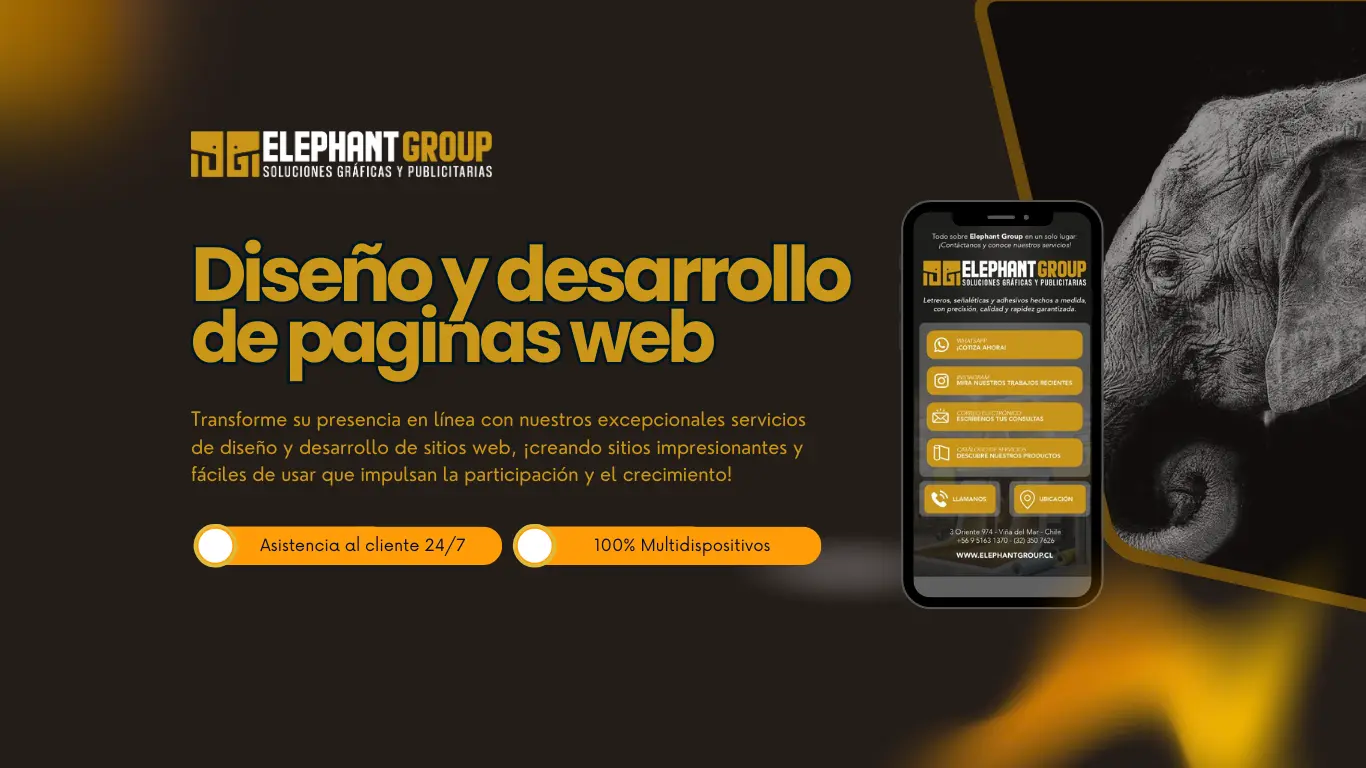 ELEPHANT GROUP
SOLUCIONES GRÁFICAS Y PUBLICITARIAS
Diseño y desarrollo
de paginas web
Transforme su presencia en línea con nuestros excepcionales servicios
de diseño y desarrollo de sitios web, ¡creando sitios impresionantes y
fáciles de usar que impulsan la participación y el crecimiento!
Asistencia al cliente 24/7
100% Multidispositivos
Todo sobre Elephant Group en un solo lugar
¡Contáctanos y conoce nuestros servicios!
ELEPHANT GROUP
SOLUCIONES GRÁFICAS Y PUBLICITARIAS
Letreros, señaléticas y adhesivos hechos a medida,
con precisión, calidad y rapidez garantizada.
WHATSAPP
¡COTIZA AHORA!
INSTAGRAM
MIRA NUESTROS TRABAJOS RECIENTES
CORREO ELECTRÓNICO
ESCRÍBENOS TUS CONSULTAS
DESCUBRE NUESTROS PRODUCTOS
LLÁMANOS
UBICACIÓN
3 Oriente 974 - Viña del Mar - Chile
+56 9 5163 1370 - (32) 350 7626
WWW.ELEPHANTGROUP.CL